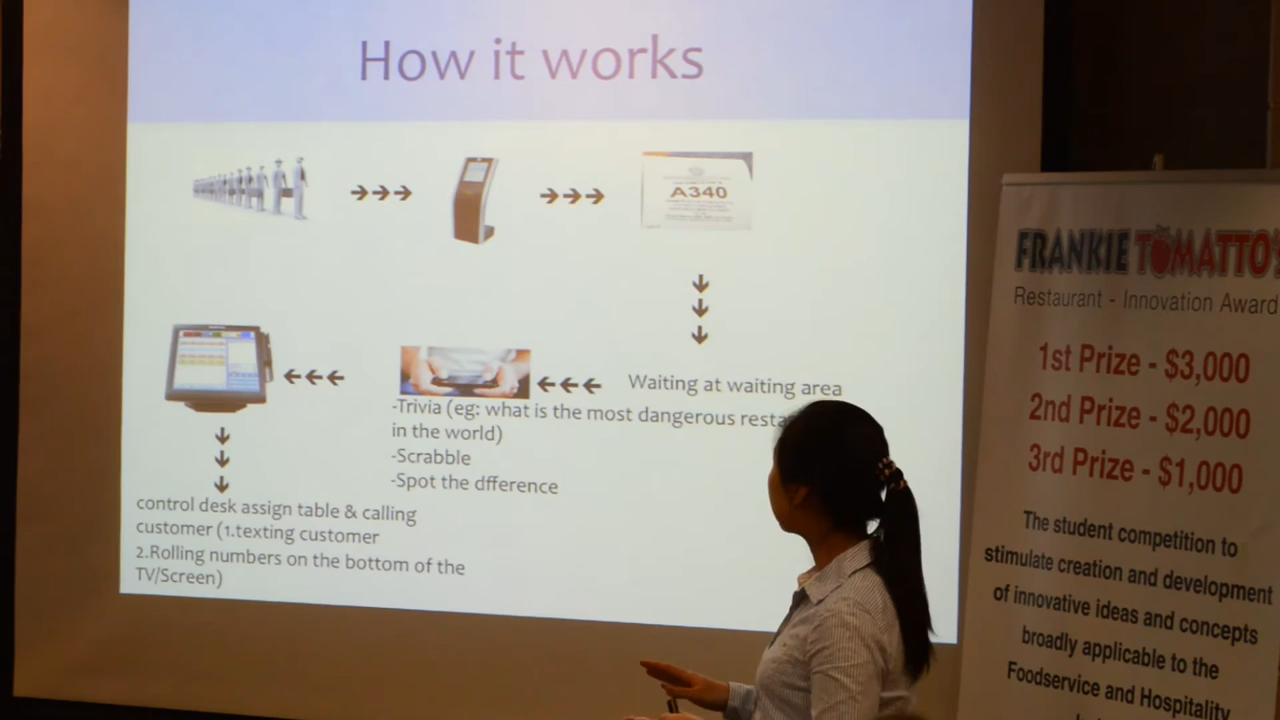 How it works
A340
Waiting at waiting area
-Trivia (eg: what is the most dangerous
in the world)
-Scrabble
-Spot the dfference
control desk assign table & calling
customer (1.texting customer
2.Rolling numbers on the bottom of the
TV/Screen)
FRANKIE TOMATTO'S
Restaurant - Innovation Award
1st Prize - $3,000
2nd Prize - $2,000
3rd Prize - $1,000
The student competition to
stimulate creation and development
of innovative ideas and concepts
broadly applicable to the
Foodservice and Hospitality